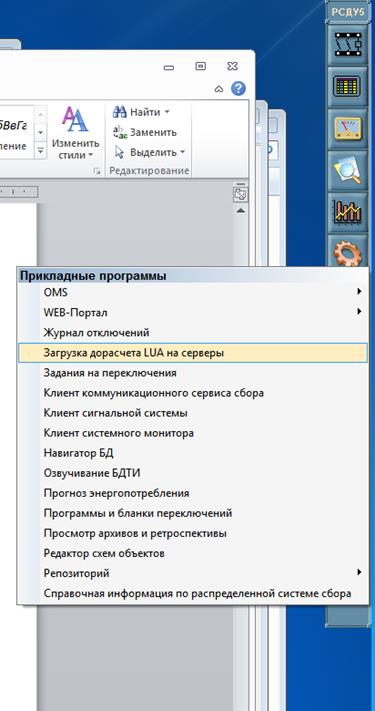 РСДУ5
АБбВвГг
Изменить
стили
Найти
Заменить
Выделить
Редактирование
Прикладные программы
OMS
WEB-Портал
Журнал отключений
Загрузка дорасчета LUA на серверы
Задания на переключения
Клиент коммуникационного сервиса сбора
Клиент сигнальной системы
Клиент системного монитора
Навигатор БД
Озвучивание БДТИ
Прогноз энергопотребления
Программы и бланки переключений
Просмотр архивов и ретроспективы
Редактор схем объектов
Репозиторий
Справочная информация по распределенной системе сбора